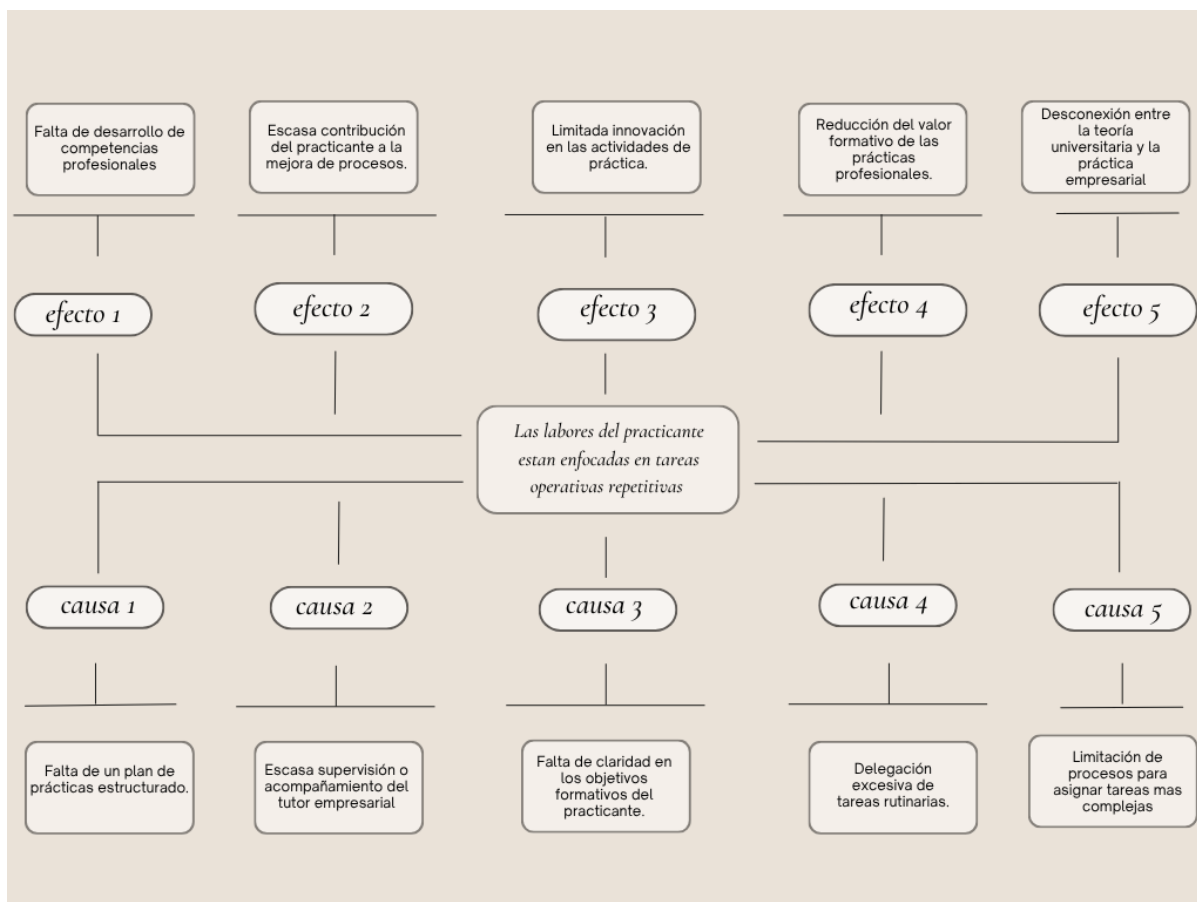 Falta de desarrollo de
competencias
profesionales
Escasa contribución
del practicante a la
mejora de procesos.
Limitada innovación
en las actividades de
práctica.
Reducción del valor
formativo de las
prácticas
profesionales.
Desconexión entre
la teoría
universitaria y la
práctica
empresarial
efecto 1
efecto 2
efecto 3
efecto 4
efecto 5
Las labores del practicante
estan enfocadas en tareas
operativas repetitivas
causa 1
causa 2
causa 3
causa 4
causa 5
Falta de un plan de
prácticas estructurado.
Escasa supervisión o
acompañamiento del
tutor empresarial
Falta de claridad en
los objetivos
formativos del
practicante.
Delegación
excesiva de
tareas rutinarias.
Limitación de
procesos para
asignar tareas mas
complejas